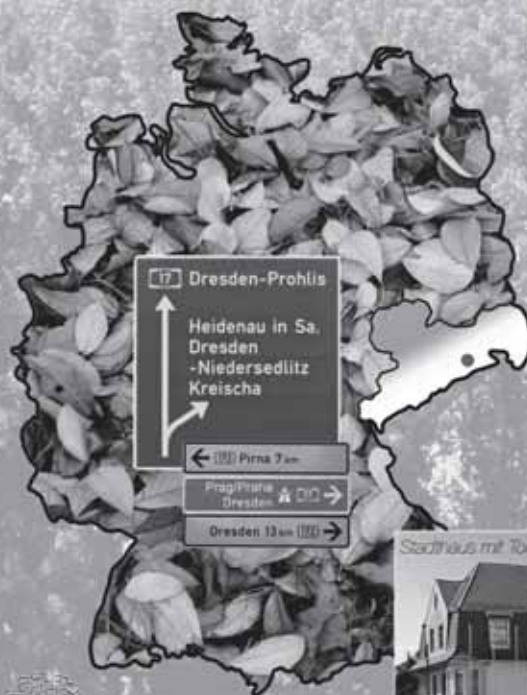 17 Dresden-Prohlis
Heidenau in Sa.
Dresden
-Niedersedlitz
Kreischa
Pirna 7 km
Prag/Praha
Dresden
Dresden 13 km
Stadthaus mit